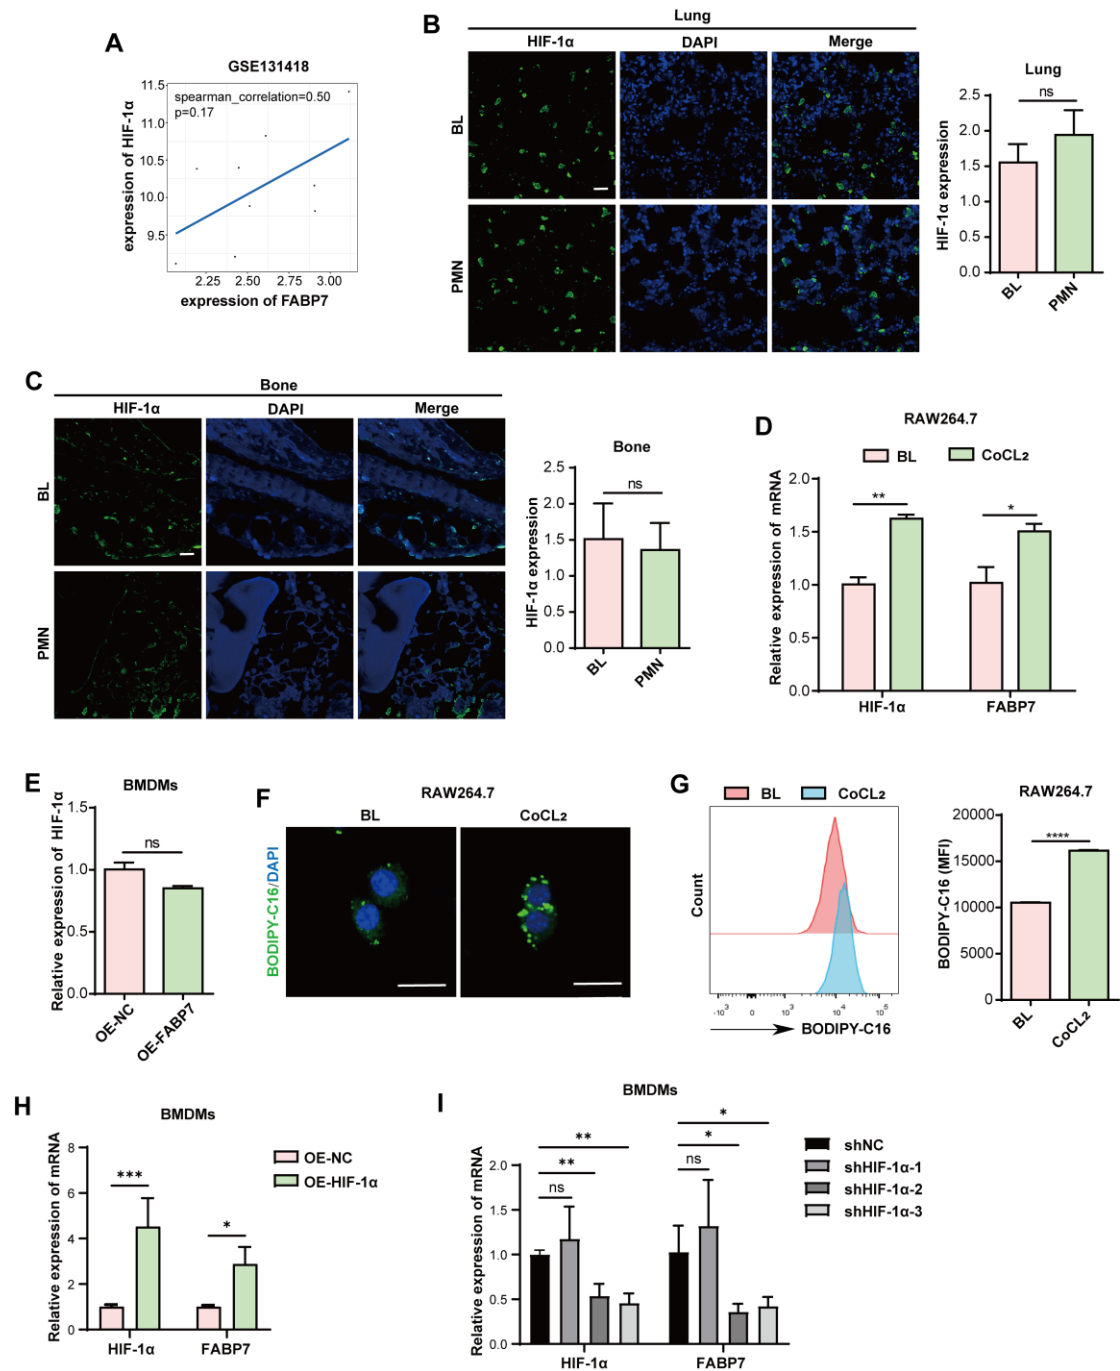 A
GSE131418
spearman_correlation=0.50
p=0.17
expression of HIF-1α
11.5
11.0
10.5
10.0
9.5
2.25
2.50
2.75
3.00
expression of FABP7
B
Lung
HIF-1α
DAPI
Merge
BL
PMN
Lung
ns
HIF-1α expression
2.5
2.0
1.5
1.0
0.5
0.0
BL
PMN
C
Bone
HIF-1α
DAPI
Merge
BL
PMN
Bone
ns
HIF-1α expression
2.5
2.0
1.5
1.0
0.5
0.0
BL
PMN
D
RAW264.7
BL
CoCL2
Relative expression of mRNA
2.0
1.5
1.0
0.5
0.0
**
*
HIF-1α
FABP7
E
BMDMs
Relative expression of HIF-1α
1.5
1.0
0.5
0.0
ns
OE-NC
OE-FABP7
F
RAW264.7
BL
CoCL2
BODIPY-C16/DAPI
G
BL
CoCL2
Count
-10³
0
10³
10⁴
10⁵
BODIPY-C16
RAW264.7
BODIPY-C16 (MFI)
20000
15000
10000
5000
0
****
BL
CoCL2
H
BMDMs
OE-NC
OE-HIF-1α
Relative expression of mRNA
8
6
4
2
0
***
*
HIF-1α
FABP7
I
BMDMs
shNC
shHIF-1α-1
shHIF-1α-2
shHIF-1α-3
Relative expression of mRNA
2.0
1.5
1.0
0.5
0.0
**
**
ns
*
*
ns
HIF-1α
FABP7